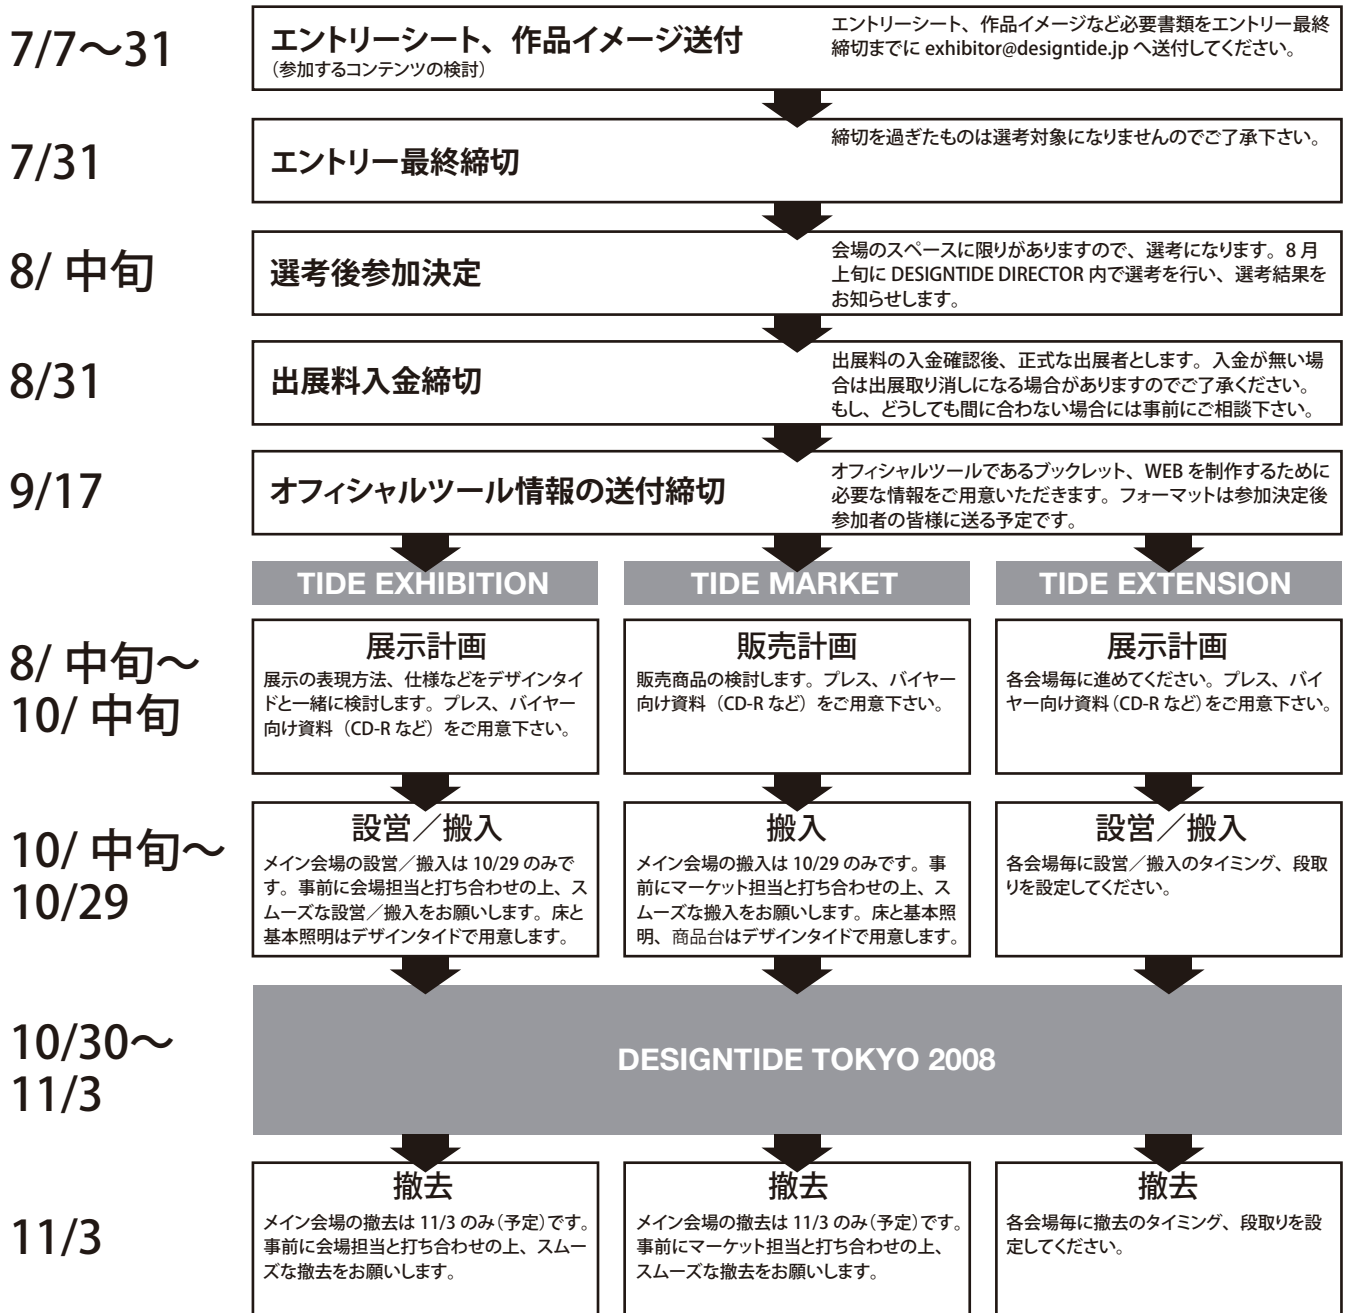 7/7〜31
エントリーシート、作品イメージ送付
（参加するコンテンツの検討）
エントリーシート、作品イメージなど必要書類をエントリー最終
締切までに exhibitor@designtide.jp へ送付してください。
7/31
エントリー最終締切
締切を過ぎたものは選考対象になりませんのでご了承下さい。
8/ 中旬
選考後参加決定
会場のスペースに限りがありますので、選考になります。8 月
上旬に DESIGNTIDE DIRECTOR 内で選考を行い、選考結果を
お知らせします。
8/31
出展料入金締切
出展料の入金確認後、正式な出展者とします。入金が無い場
合は出展取り消しになる場合がありますのでご了承ください。
もし、どうしても間に合わない場合には事前にご相談下さい。
9/17
オフィシャルツール情報の送付締切
オフィシャルツールであるブックレット、WEB を制作するために
必要な情報をご用意いただきます。フォーマットは参加決定後
参加者の皆様に送る予定です。
TIDE EXHIBITION
TIDE MARKET
TIDE EXTENSION
8/ 中旬〜
10/ 中旬
展示計画
展示の表現方法、仕様などをデザインタイ
ドと一緒に検討します。プレス、バイヤー
向け資料（CD-R など）をご用意下さい。
販売計画
販売商品の検討します。プレス、バイヤー
向け資料（CD-R など）をご用意下さい。
展示計画
各会場毎に進めてください。プレス、バイ
ヤー向け資料（CD-R など）をご用意下さい。
10/ 中旬〜
10/29
設営／搬入
メイン会場の設営／搬入は 10/29 のみで
す。事前に会場担当と打ち合わせの上、ス
ムーズな設営／搬入をお願いします。床と
基本照明はデザインタイドで用意します。
搬入
メイン会場の搬入は 10/29 のみです。事
前にマーケット担当と打ち合わせの上、ス
ムーズな搬入をお願いします。床と基本照
明、商品台はデザインタイドで用意します。
設営／搬入
各会場毎に設営／搬入のタイミング、段取
りを設定してください。
10/30〜
11/3
DESIGNTIDE TOKYO 2008
11/3
撤去
メイン会場の撤去は 11/3 のみ（予定）です。
事前に会場担当と打ち合わせの上、スムー
ズな撤去をお願いします。
撤去
メイン会場の撤去は 11/3 のみ（予定）です。
事前にマーケット担当と打ち合わせの上、
スムーズな撤去をお願いします。
撤去
各会場毎に撤去のタイミング、段取りを設
定してください。